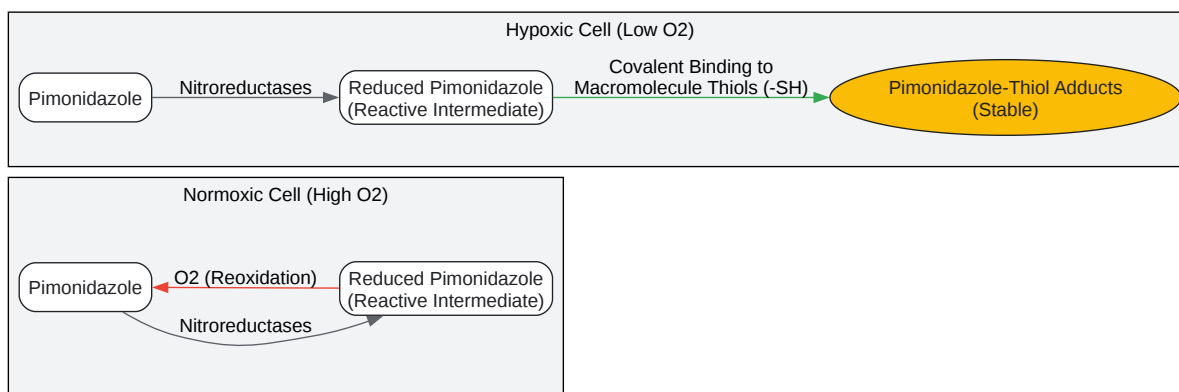 Hypoxic Cell (Low O2)
Pimonidazole
Nitroreductases
Reduced Pimonidazole
(Reactive Intermediate)
Covalent Binding to
Macromolecule Thiols (-SH)
Pimonidazole-Thiol Adducts
(Stable)
Normoxic Cell (High O2)
Pimonidazole
O2 (Reoxidation)
Reduced Pimonidazole
(Reactive Intermediate)
Nitroreductases